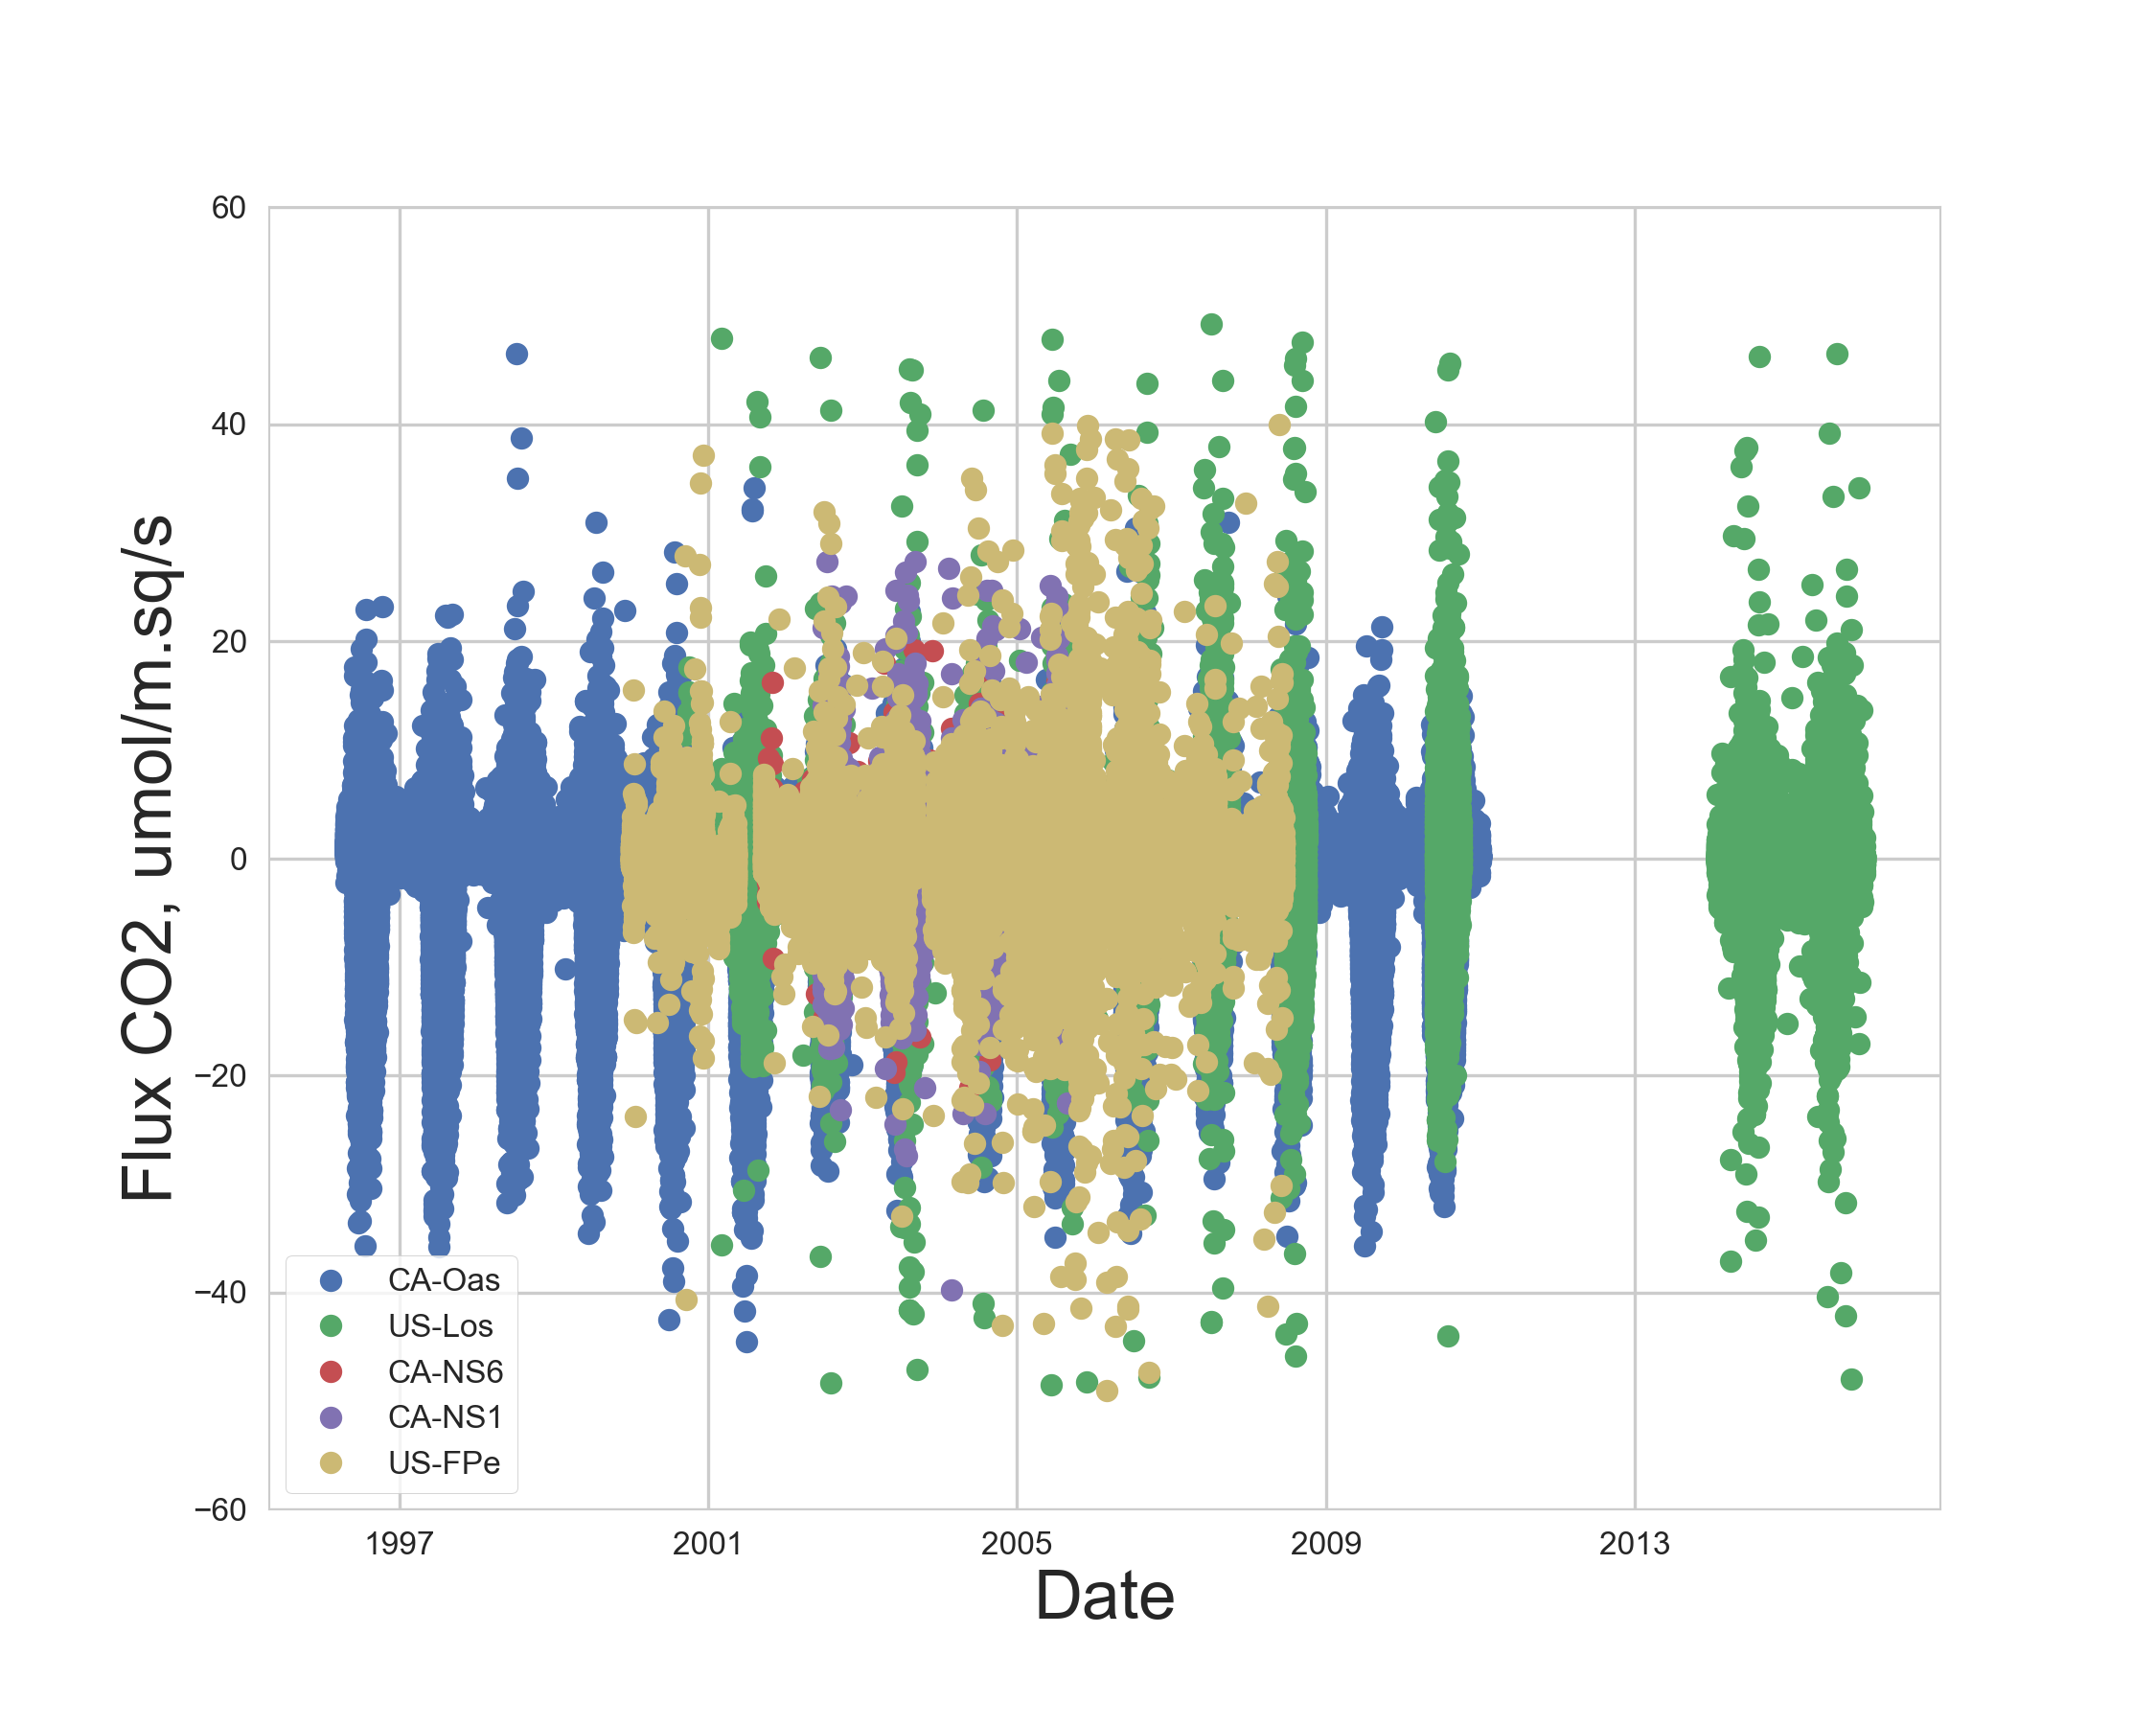 60
40
20
0
−20
−40
−60
Flux CO2, umol/m.sq/s
CA-Oas
US-Los
CA-NS6
CA-NS1
US-FPe
1997 2001 2005 2009 2013
Date